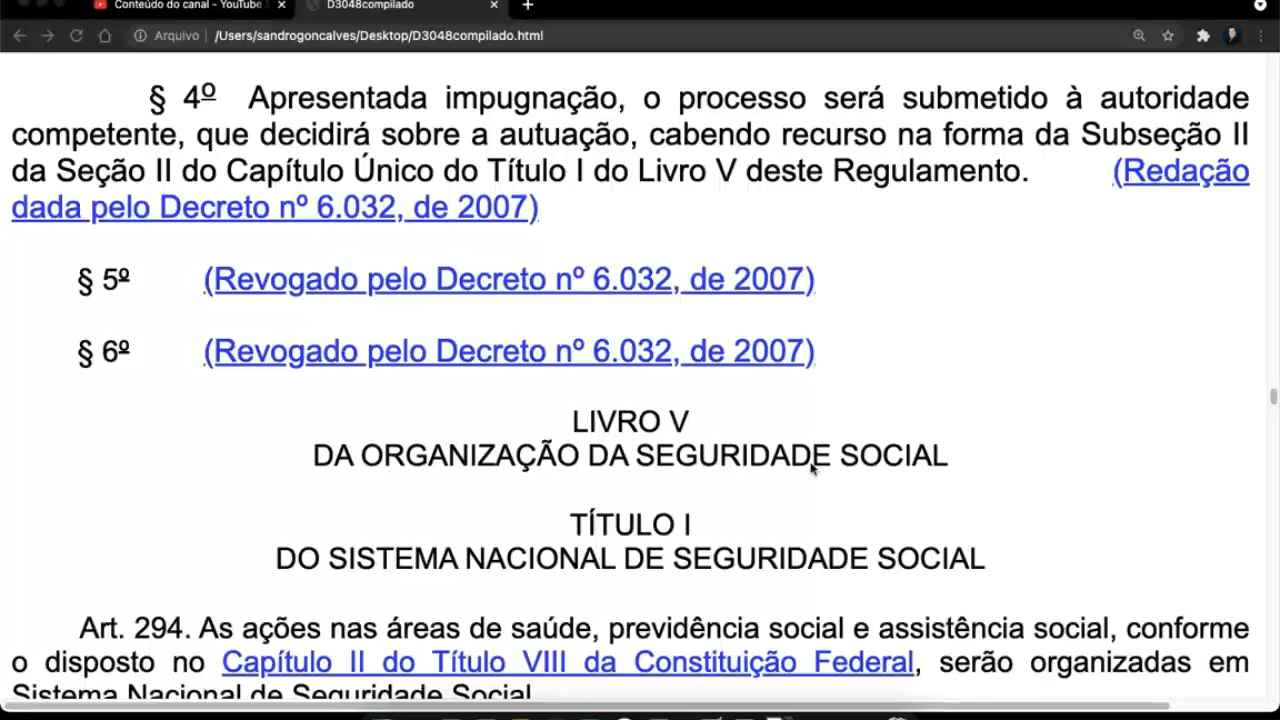 Conteúdo do canal - YouTube
D3048compilado
Arquivo
/Users/sandrogoncalves/Desktop/D3048compilado.html
§ 4º Apresentada impugnação, o processo será submetido à autoridade
competente, que decidirá sobre a autuação, cabendo recurso na forma da Subseção II
da Seção II do Capítulo Único do Título I do Livro V deste Regulamento. (Redação
dada pelo Decreto nº 6.032, de 2007)
§ 5º (Revogado pelo Decreto nº 6.032, de 2007)
§ 6º (Revogado pelo Decreto nº 6.032, de 2007)
LIVRO V
DA ORGANIZAÇÃO DA SEGURIDADE SOCIAL
TÍTULO I
DO SISTEMA NACIONAL DE SEGURIDADE SOCIAL
Art. 294. As ações nas áreas de saúde, previdência social e assistência social, conforme
o disposto no Capítulo II do Título VIII da Constituição Federal, serão organizadas em
Sistema Nacional de Seguridade Social.